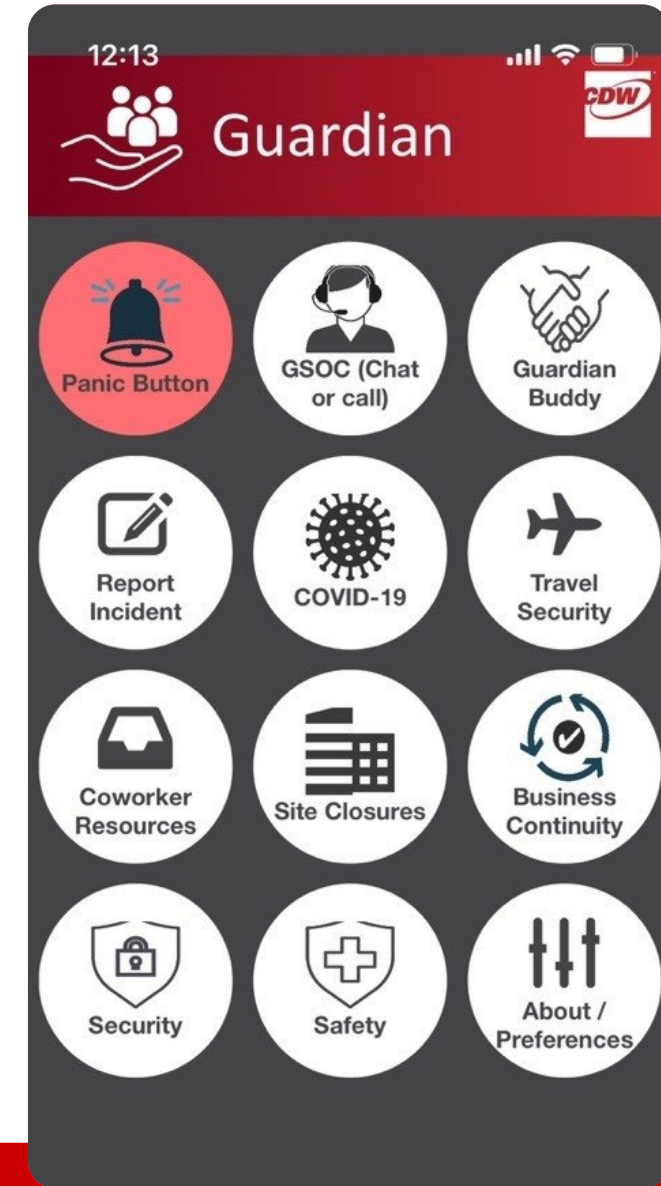 12:13
Guardian
CDW
Panic Button
GSOC (Chat
or call)
Guardian
Buddy
Report
Incident
COVID-19
Travel
Security
Coworker
Resources
Site Closures
Business
Continuity
Security
Safety
About /
Preferences